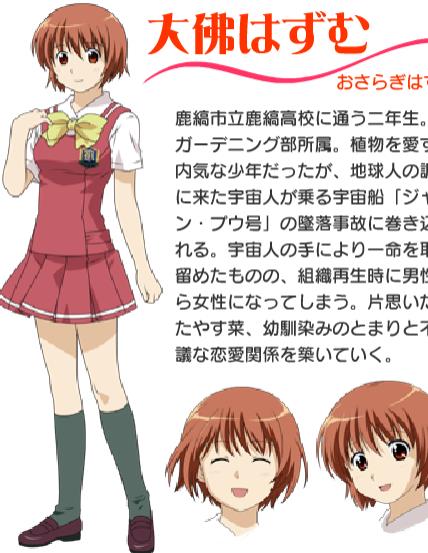 大佛はずむ
おさらぎはず
鹿縞市立鹿縞高校に通う二年生。
ガーデニング部所属。植物を愛す
内気な少年だったが、地球人の調
に来た宇宙人が乗る宇宙船「ジャ
ン・プウ号」の墜落事故に巻き込
れる。宇宙人の手により一命を取
留めたものの、組織再生時に男性
ら女性になってしまう。片思いだ
たやす菜、幼馴染みのとまりと不
議な恋愛関係を築いていく。